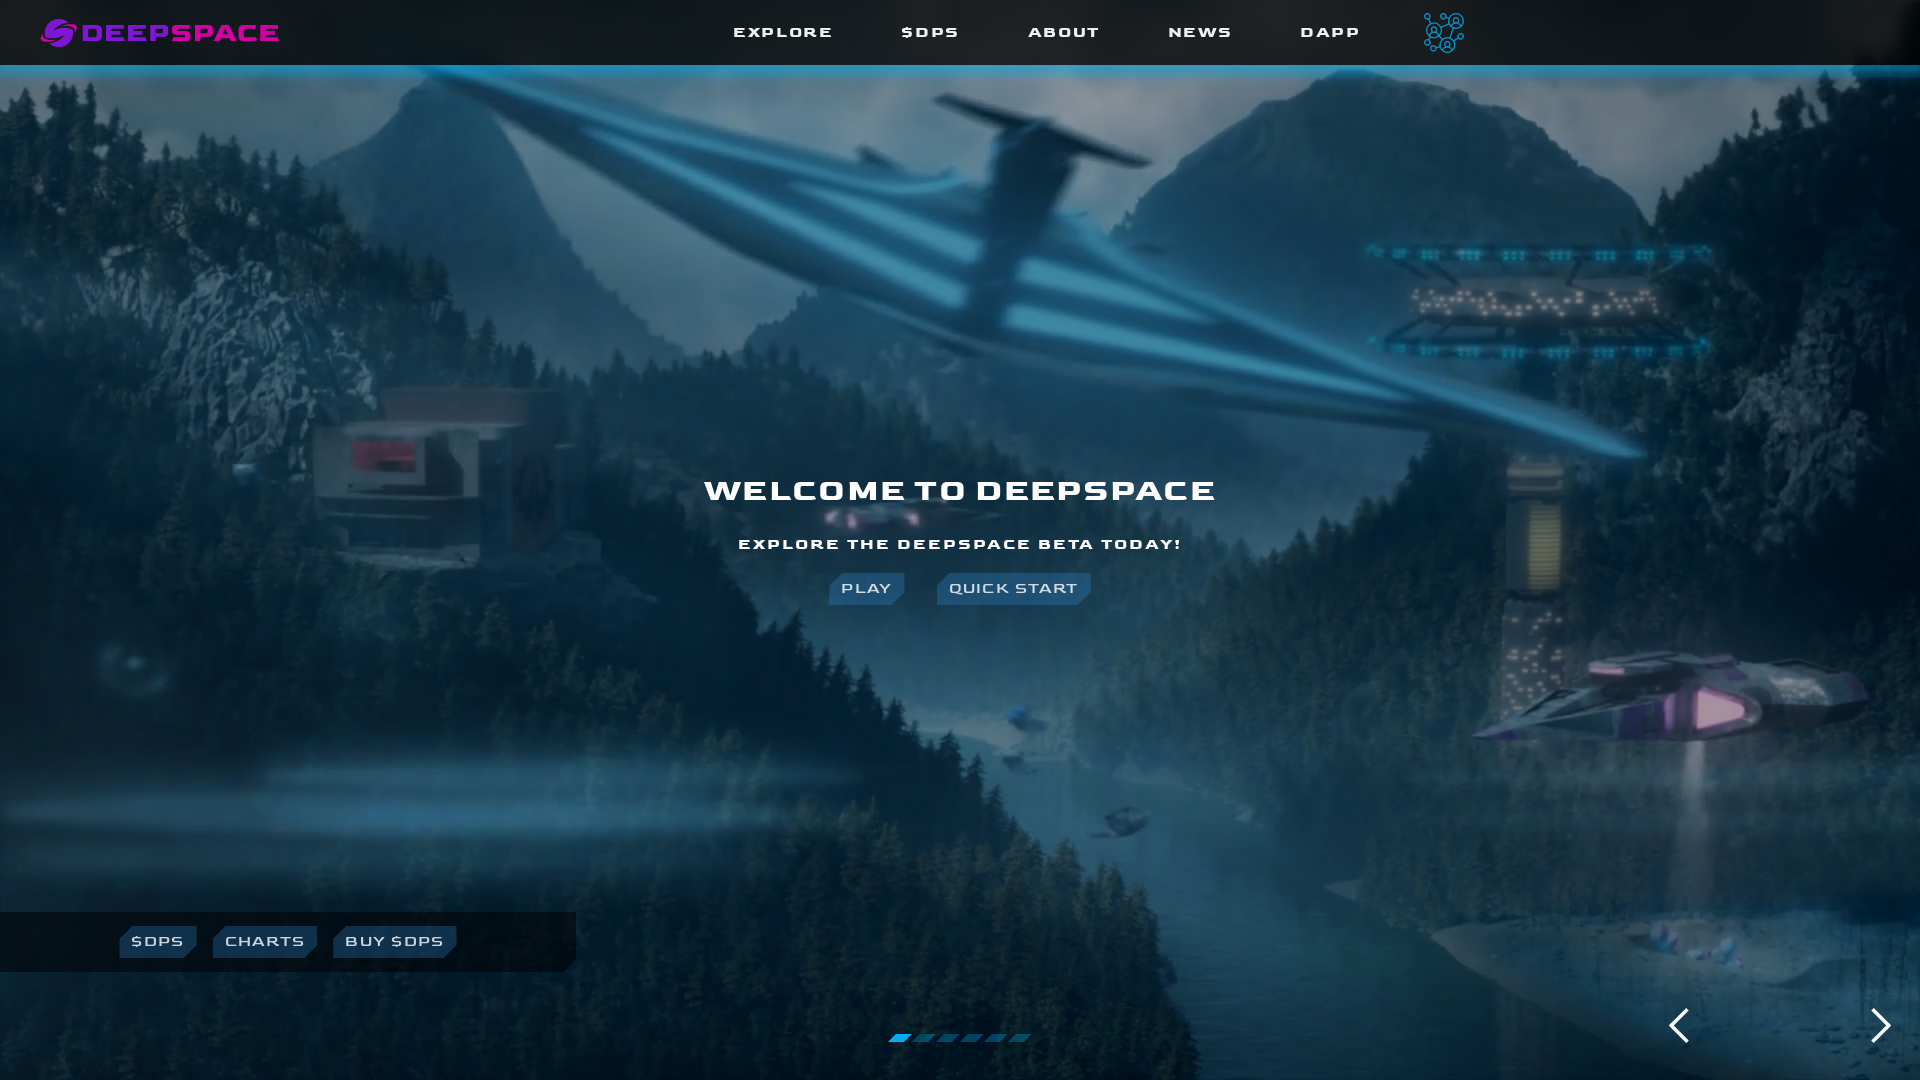 DEEPSPACE
EXPLORE
$DPS
ABOUT
NEWS
DAPP
WELCOME TO DEEPSPACE
EXPLORE THE DEEPSPACE BETA TODAY!
PLAY
QUICK START
$DPS
CHARTS
BUY $DPS